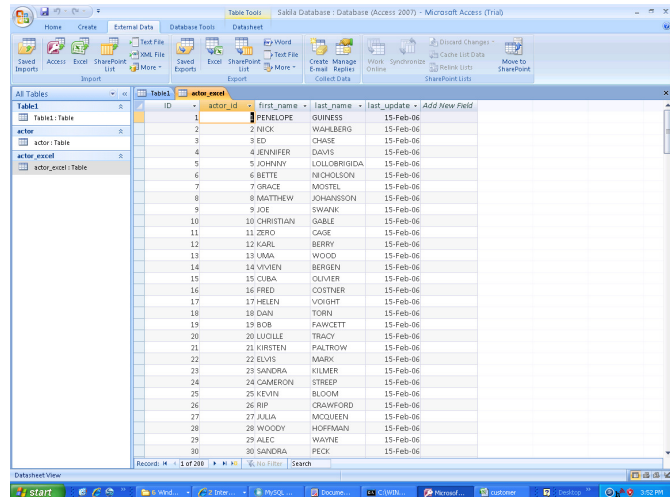 Table Tools
Sakila Database : Database (Access 2007) - Microsoft Access (Trial)
Home Create External Data Database Tools Datasheet
Saved Imports
Access
Excel
SharePoint List
Text File
XML File
More
Import
Saved Exports
Excel
SharePoint List
Word
Text File
More
Export
Create E-mail
Manage Replies
Collect Data
Work Online
Synchronize
Discard Changes
Cache List Data
Relink Lists
Move to SharePoint
SharePoint Lists
All Tables
Table1
Table1 : Table
actor
actor : Table
actor_excel
actor_excel : Table
Table1 actor_excel
ID actor_id first_name last_name last_update Add New Field
1 1 PENELOPE GUINESS 15-Feb-06
2 2 NICK WAHLBERG 15-Feb-06
3 3 ED CHASE 15-Feb-06
4 4 JENNIFER DAVIS 15-Feb-06
5 5 JOHNNY LOLLOBRIGIDA 15-Feb-06
6 6 BETTE NICHOLSON 15-Feb-06
7 7 GRACE MOSTEL 15-Feb-06
8 8 MATTHEW JOHANSSON 15-Feb-06
9 9 JOE SWANK 15-Feb-06
10 10 CHRISTIAN GABLE 15-Feb-06
11 11 ZERO CAGE 15-Feb-06
12 12 KARL BERRY 15-Feb-06
13 13 UMA WOOD 15-Feb-06
14 14 VIVIEN BERGEN 15-Feb-06
15 15 CUBA OLIVIER 15-Feb-06
16 16 FRED COSTNER 15-Feb-06
17 17 HELEN VOIGHT 15-Feb-06
18 18 DAN TORN 15-Feb-06
19 19 BOB FAWCETT 15-Feb-06
20 20 LUCILLE TRACY 15-Feb-06
21 21 KIRSTEN PALTROW 15-Feb-06
22 22 ELVIS MARX 15-Feb-06
23 23 SANDRA KILMER 15-Feb-06
24 24 CAMERON STREEP 15-Feb-06
25 25 KEVIN BLOOM 15-Feb-06
26 26 RIP CRAWFORD 15-Feb-06
27 27 JULIA MCQUEEN 15-Feb-06
28 28 WOODY HOFFMAN 15-Feb-06
29 29 ALEC WAYNE 15-Feb-06
30 30 SANDRA PECK 15-Feb-06
Record: 1 of 200 No Filter Search
Datasheet View
start 6 Wind... 2 Inter... MySQL ... Docume... C:\WIN... Microsof... customer Desktop 3:52 PM